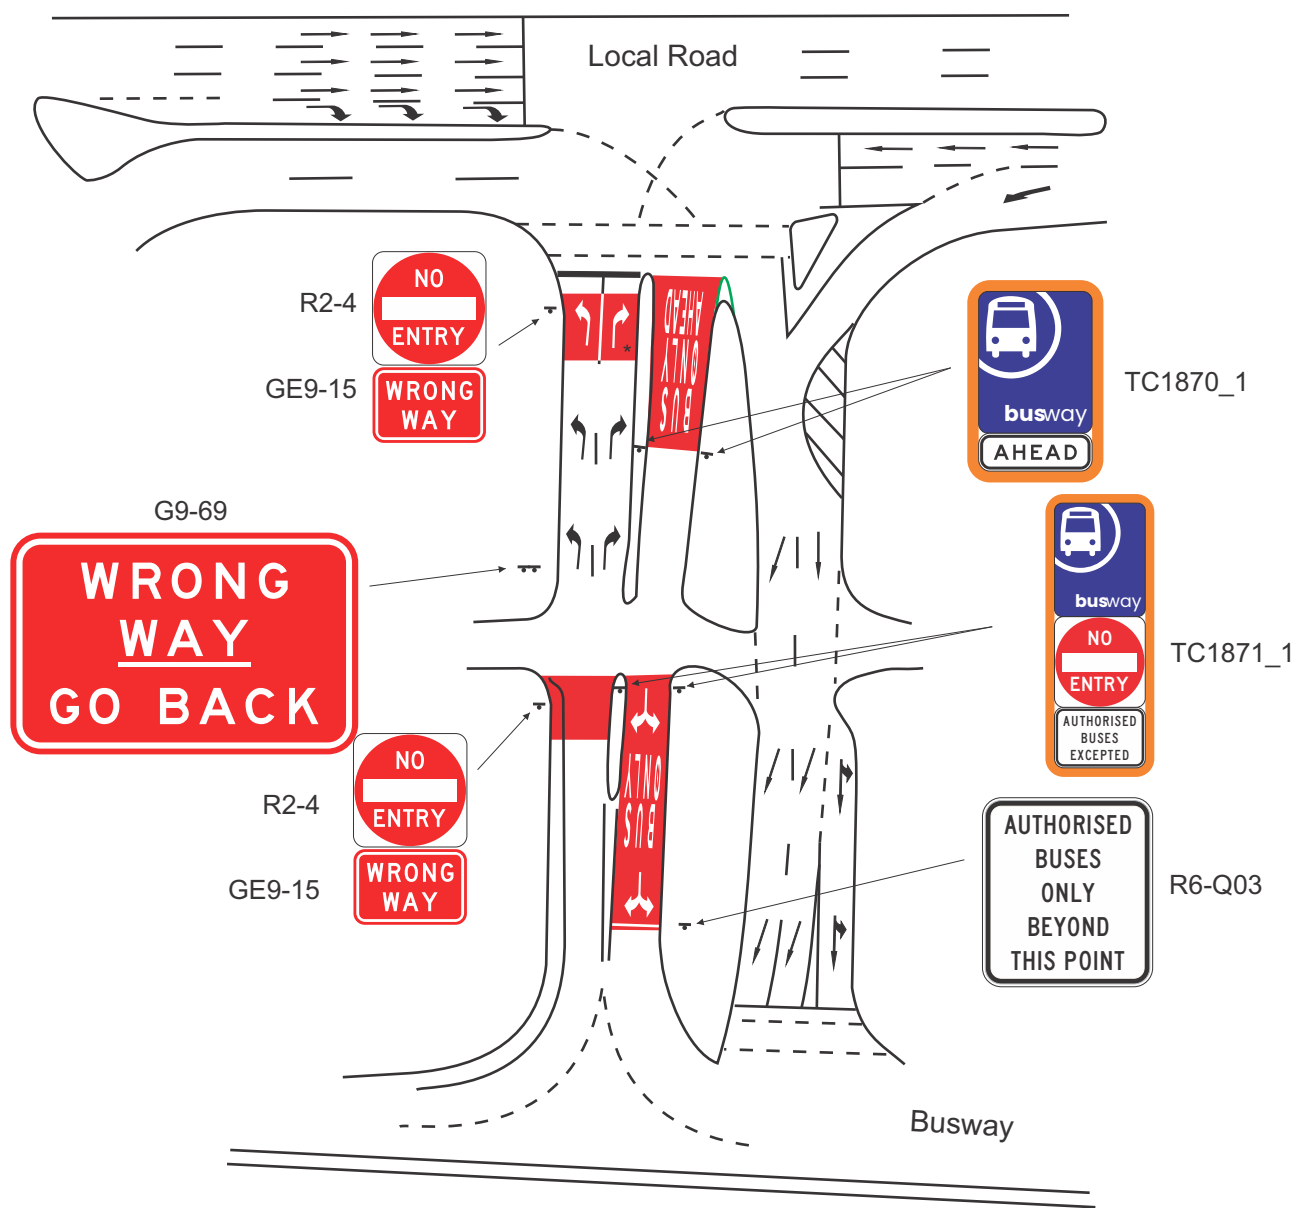 Local Road
R2-4
NO
ENTRY
GE9-15
WRONG
WAY
AHEAD
ONLY
BUS
busway
AHEAD
TC1870_1
*
G9-69
WRONG
WAY
GO BACK
busway
NO
ENTRY
AUTHORISED
BUSES
EXCEPTED
TC1871_1
R2-4
NO
ENTRY
GE9-15
WRONG
WAY
ONLY
BUS
AUTHORISED
BUSES
ONLY
BEYOND
THIS POINT
R6-Q03
Busway